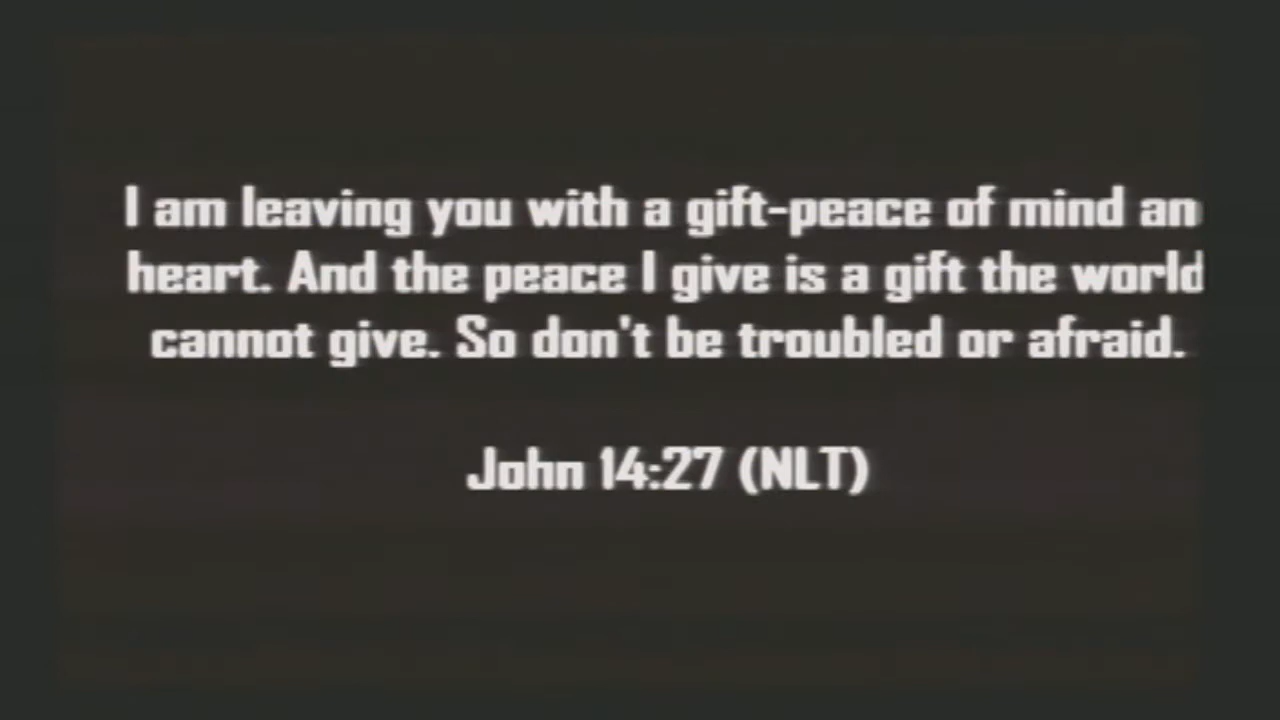 I am leaving you with a gift-peace of mind an
heart. And the peace I give is a gift the world
cannot give. So don't be troubled or afraid.
John 14:27 (NLT)